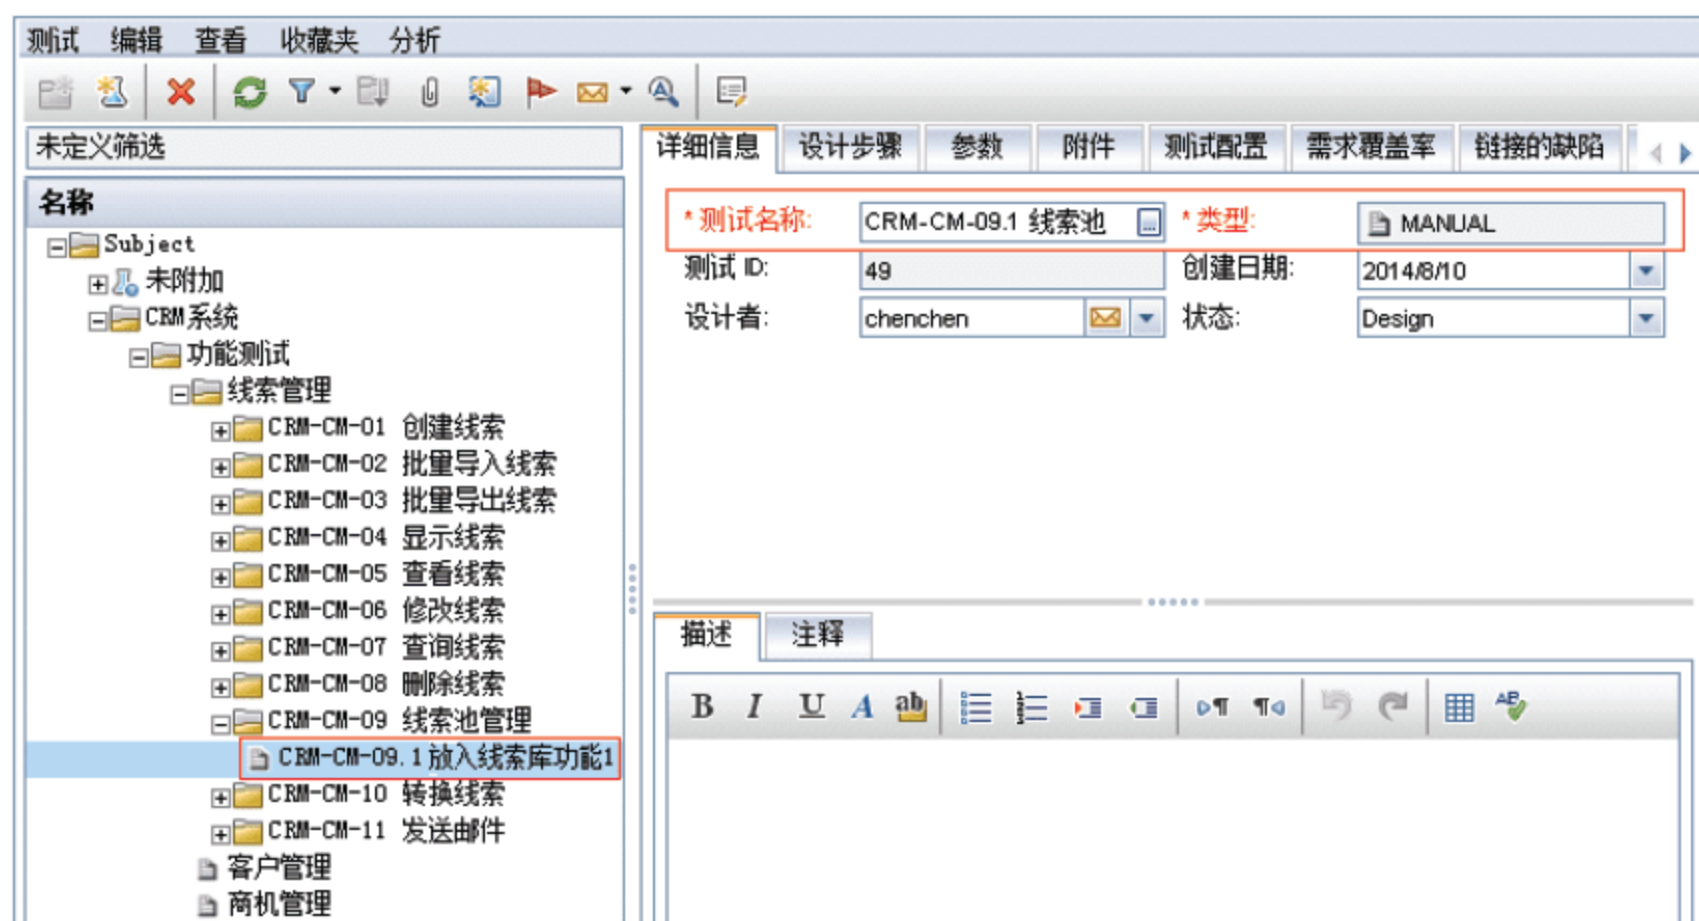 测试 编辑 查看 收藏夹 分析
未定义筛选
名称
Subject
未附加
CRM系统
功能测试
线索管理
CRM-CM-01 创建线索
CRM-CM-02 批量导入线索
CRM-CM-03 批量导出线索
CRM-CM-04 显示线索
CRM-CM-05 查看线索
CRM-CM-06 修改线索
CRM-CM-07 查询线索
CRM-CM-08 删除线索
CRM-CM-09 线索池管理
CRM-CM-09.1放入线索库功能1
CRM-CM-10 转换线索
CRM-CM-11 发送邮件
客户管理
商机管理
详细信息 设计步骤 参数 附件 测试配置 需求覆盖率 链接的缺陷
*测试名称: CRM-CM-09.1 线索池 ... *类型: MANUAL
测试 ID: 49 创建日期: 2014/8/10
设计者: chenchen 状态: Design
描述 注释
B I U A ab